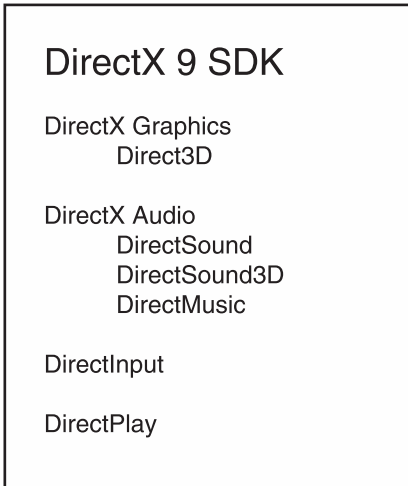 DirectX 9 SDK
DirectX Graphics
Direct3D
DirectX Audio
DirectSound
DirectSound3D
DirectMusic
DirectInput
DirectPlay